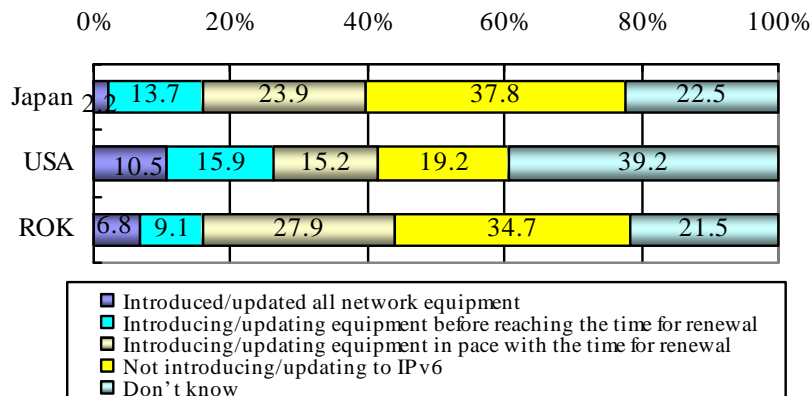 0% 20% 40% 60% 80% 100%
Japan 2.2 13.7 23.9 37.8 22.5
USA 10.5 15.9 15.2 19.2 39.2
ROK 6.8 9.1 27.9 34.7 21.5
Introduced/updated all network equipment
Introducing/updating equipment before reaching the time for renewal
Introducing/updating equipment in pace with the time for renewal
Not introducing/updating to IPv6
Don't know